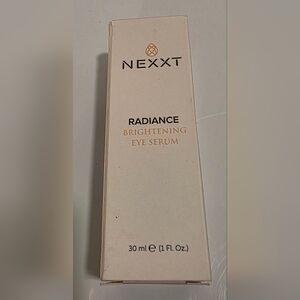 NEXXT
RADIANCE
BRIGHTENING
EYE SERUM
30 ml ℮ (1 Fl. Oz.)